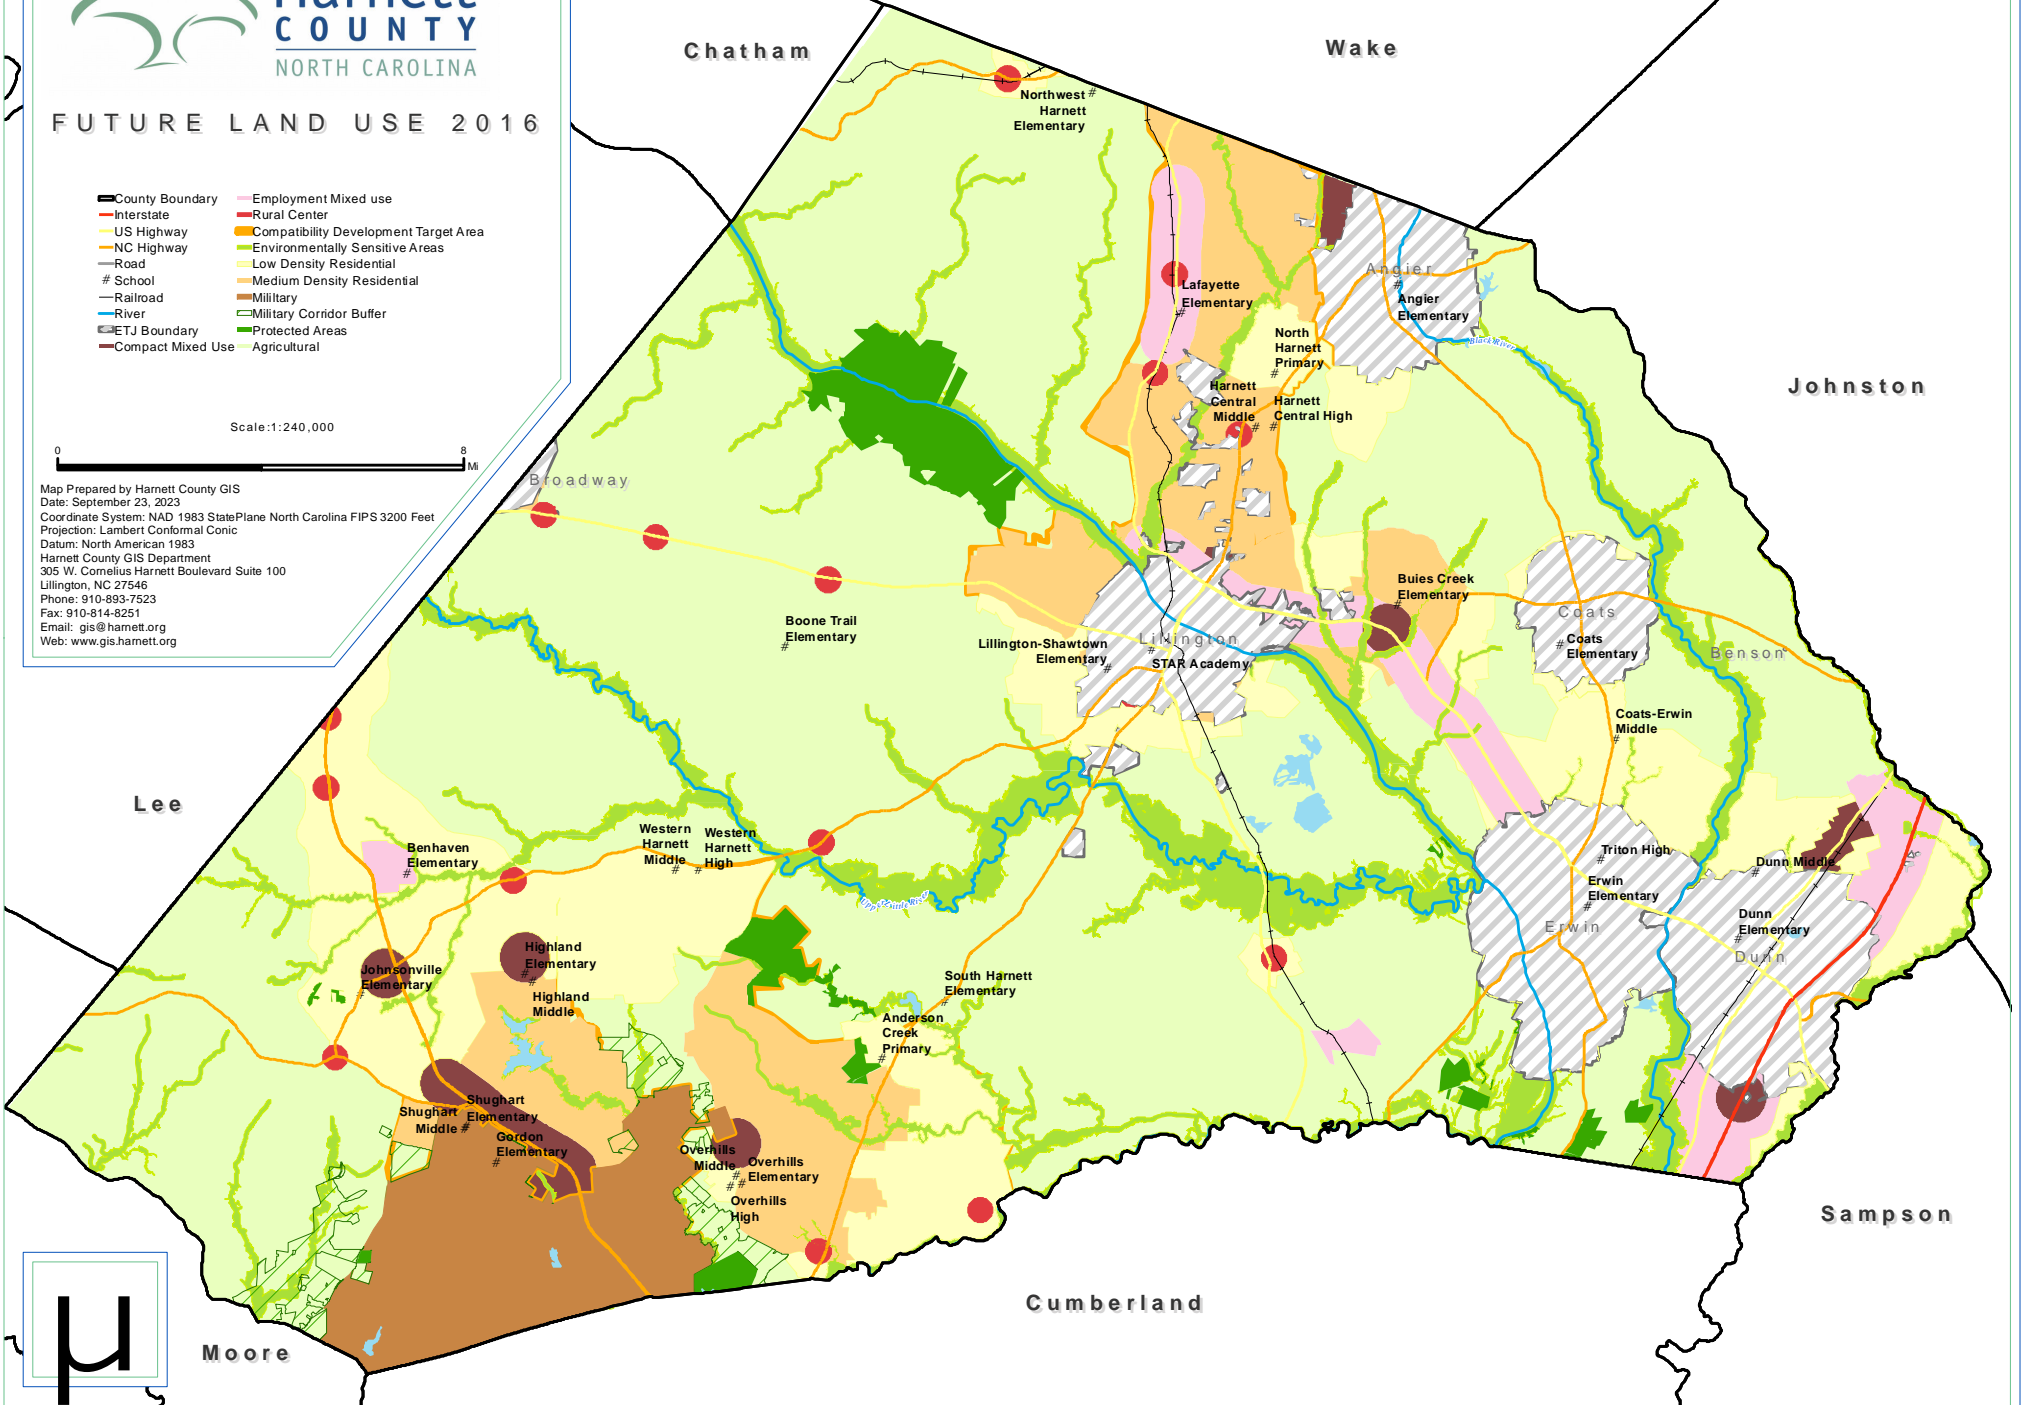 Harnett
COUNTY
NORTH CAROLINA
FUTURE LAND USE 2016
County Boundary
Interstate
US Highway
NC Highway
Road
# School
Railroad
River
ETJ Boundary
Compact Mixed Use
Employment Mixed use
Rural Center
Compatibility Development Target Area
Environmentally Sensitive Areas
Low Density Residential
Medium Density Residential
Mililtary
Military Corridor Buffer
Protected Areas
Agricultural
Scale:1:240,000
0 8
Mi
Map Prepared by Harnett County GIS
Date: September 23, 2023
Coordinate System: NAD 1983 StatePlane North Carolina FIPS 3200 Feet
Projection: Lambert Conformal Conic
Datum: North American 1983
Harnett County GIS Department
305 W. Cornelius Harnett Boulevard Suite 100
Lillington, NC 27546
Phone: 910-893-7523
Fax: 910-814-8251
Email: gis@harnett.org
Web: www.gis.harnett.org
Chatham
Wake
Johnston
Lee
Moore
Cumberland
Sampson
Northwest #
Harnett
Elementary
Lafayette
Elementary
#
Angier
#
Angier
Elementary
North
Harnett
Primary
#
Harnett
Central
Middle
#
Harnett
Central High
#
Black River
Broadway
Boone Trail
Elementary
#
Lillington-Shawtown
Elementary
#
Lillington
#
STAR Academy
Buies Creek
Elementary
#
Coats
#
Coats
Elementary
Benson
Coats-Erwin
Middle
#
Benhaven
Elementary
#
Western
Harnett
Middle
#
Western
Harnett
High
#
Upper Little River
Triton High
#
Erwin
Elementary
#
Erwin
Dunn Middle
#
Dunn
Elementary
#
Dunn
Johnsonville
Elementary
#
Highland
Elementary
#
#
Highland
Middle
South Harnett
Elementary
#
Anderson
Creek
Primary
#
Shughart
Elementary
Shughart
Middle
#
Gordon
Elementary
#
Overhills
Middle
#
Overhills
Elementary
# #
Overhills
High
µ